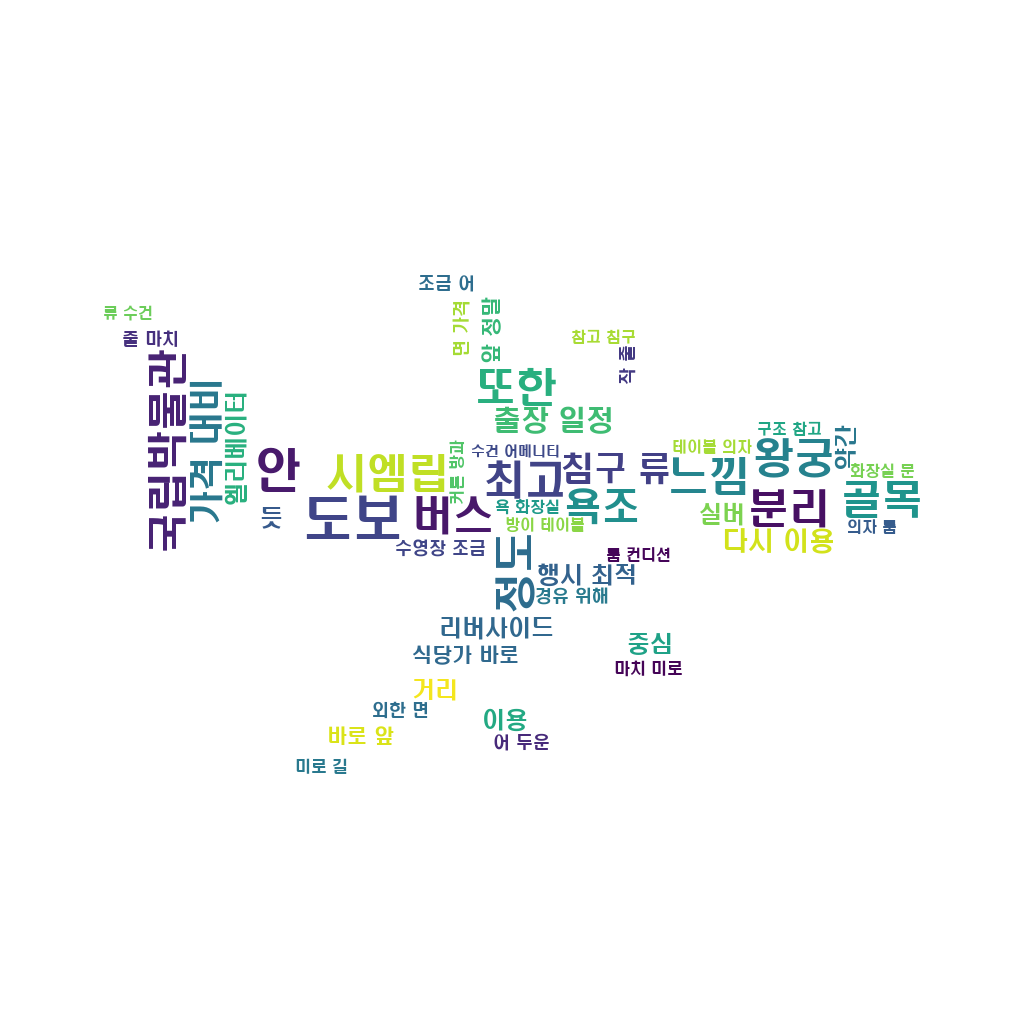 조금 어
류 수건
면 가격
앞 정말
줄 마치
참고 침구
작 줄
국립박물관
가격 대비
엘리베이터
또한
출장 일정
안
시엠립
커튼 방과
수건 어메니티
최고
침구 류
테이블 의자
느낌
구조 참고
왕궁
약간
화장실 문
골목
듯
도보
버스
욕 화장실
욕조
방이 테이블
실버
분리
의자 룸
다시 이용
수영장 조금
정도
룸 컨디션
행시 최적
경유 위해
리버사이드
식당가 바로
중심
마치 미로
거리
외한 면
이용
바로 앞
어 두운
미로 길